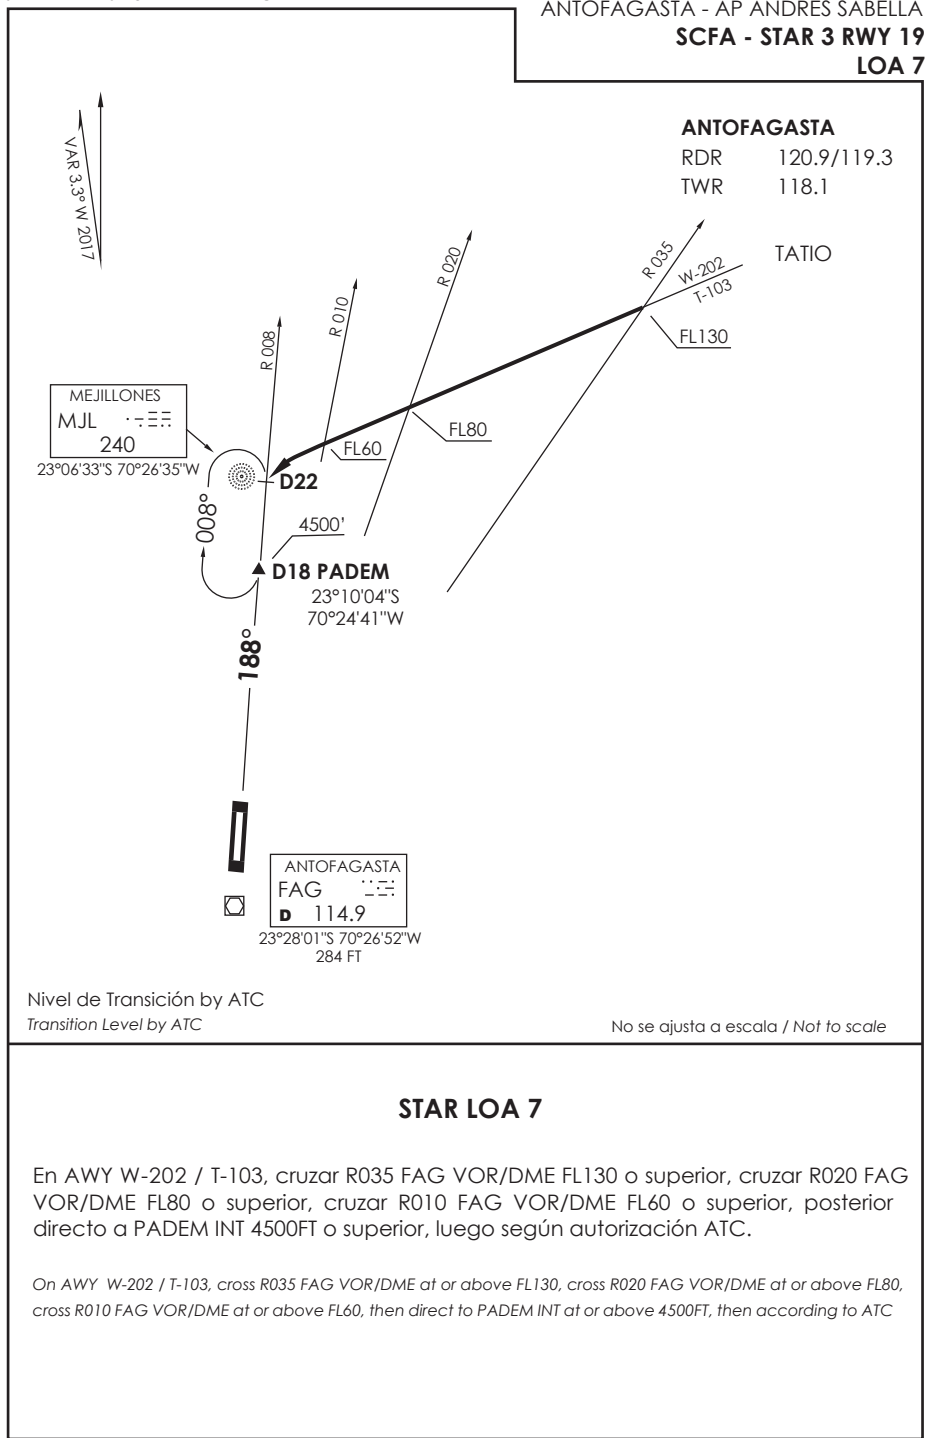 ANTOFAGASTA - AP ANDRES SABELLA
SCFA - STAR 3 RWY 19
LOA 7
ANTOFAGASTA
RDR 120.9/119.3
TWR 118.1
VAR 3.3° W 2017
TATIO
R 035
W-202
T-103
R 020
R 010
R 008
FL130
FL80
FL60
MEJILLONES
MJL
240
23°06'33"S 70°26'35"W
D22
008°
4500'
D18 PADEM
23°10'04"S
70°24'41"W
188°
ANTOFAGASTA
FAG
D 114.9
23°28'01"S 70°26'52"W
284 FT
Nivel de Transición by ATC
Transition Level by ATC
No se ajusta a escala / Not to scale
STAR LOA 7
En AWY W-202 / T-103, cruzar R035 FAG VOR/DME FL130 o superior, cruzar R020 FAG
VOR/DME FL80 o superior, cruzar R010 FAG VOR/DME FL60 o superior, posterior
directo a PADEM INT 4500FT o superior, luego según autorización ATC.
On AWY W-202 / T-103, cross R035 FAG VOR/DME at or above FL130, cross R020 FAG VOR/DME at or above FL80,
cross R010 FAG VOR/DME at or above FL60, then direct to PADEM INT at or above 4500FT, then according to ATC